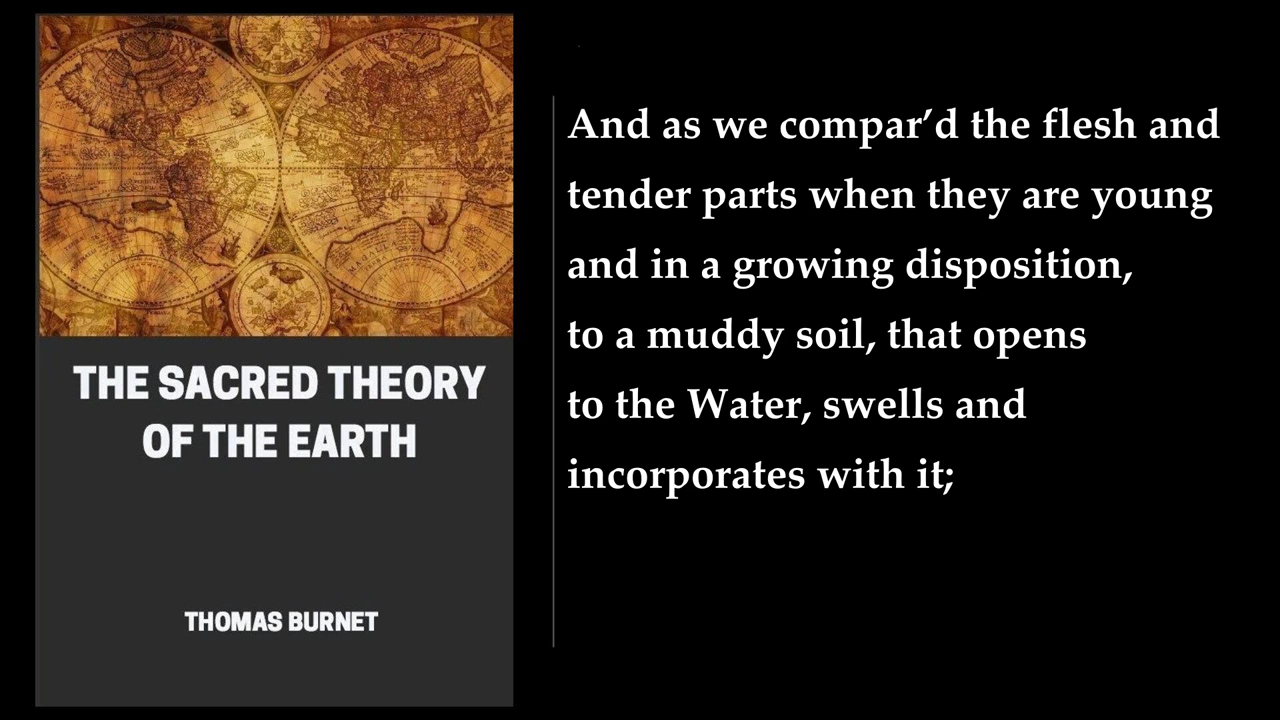 THE SACRED THEORY
OF THE EARTH
THOMAS BURNET
And as we compar’d the flesh and
tender parts when they are young
and in a growing disposition,
to a muddy soil, that opens
to the Water, swells and
incorporates with it;